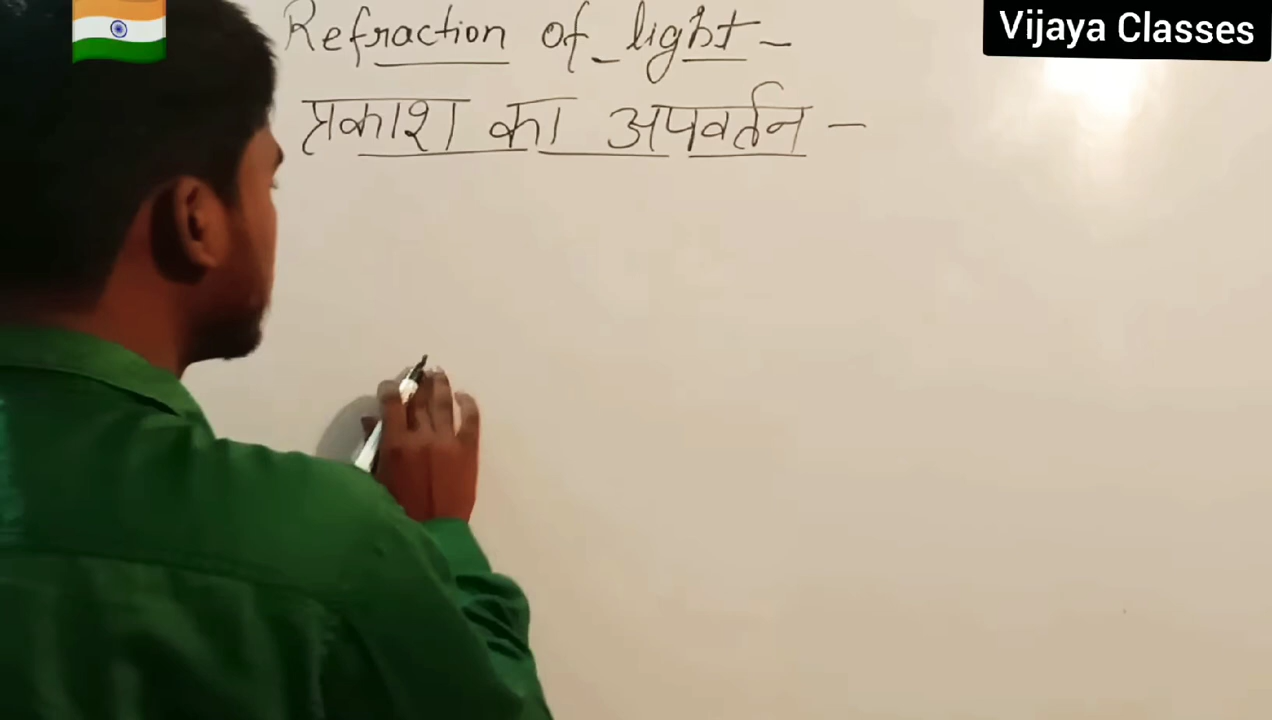 Refraction of light -
प्रकाश का अपवर्तन -
Vijaya Classes